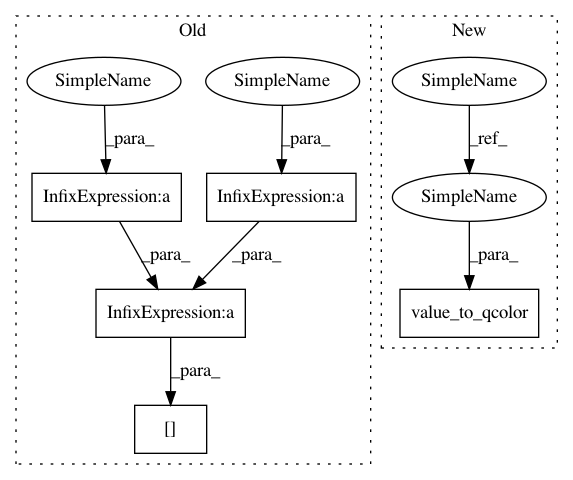 Old
New
SimpleName
SimpleName
SimpleName
_para_
_para_
_ref_
InfixExpression:a
InfixExpression:a
SimpleName
_para_
_para_
_para_
InfixExpression:a
value_to_qcolor
_para_
[]